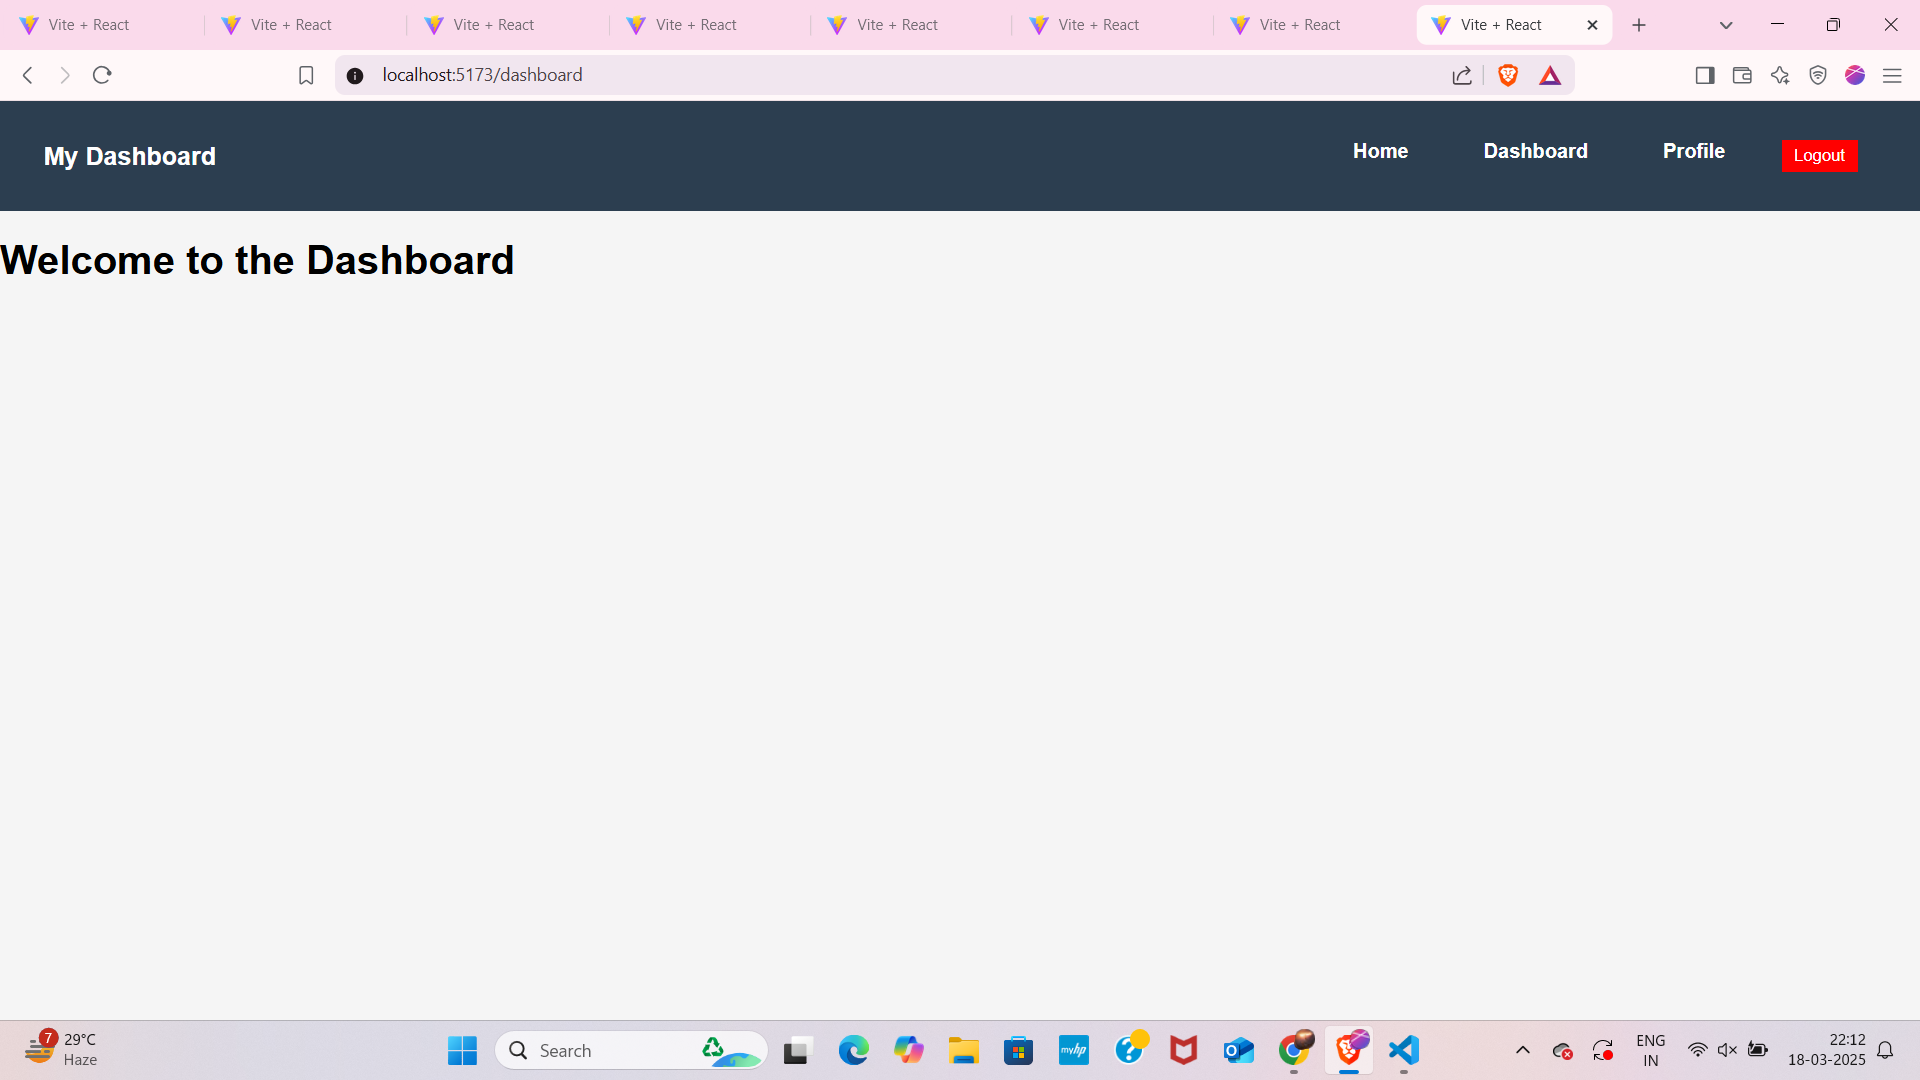 Vite + React
Vite + React
Vite + React
Vite + React
Vite + React
Vite + React
Vite + React
Vite + React
localhost:5173/dashboard
My Dashboard
Home
Dashboard
Profile
Logout
Welcome to the Dashboard
7
29°C
Haze
Search
myhp
ENG
IN
22:12
18-03-2025